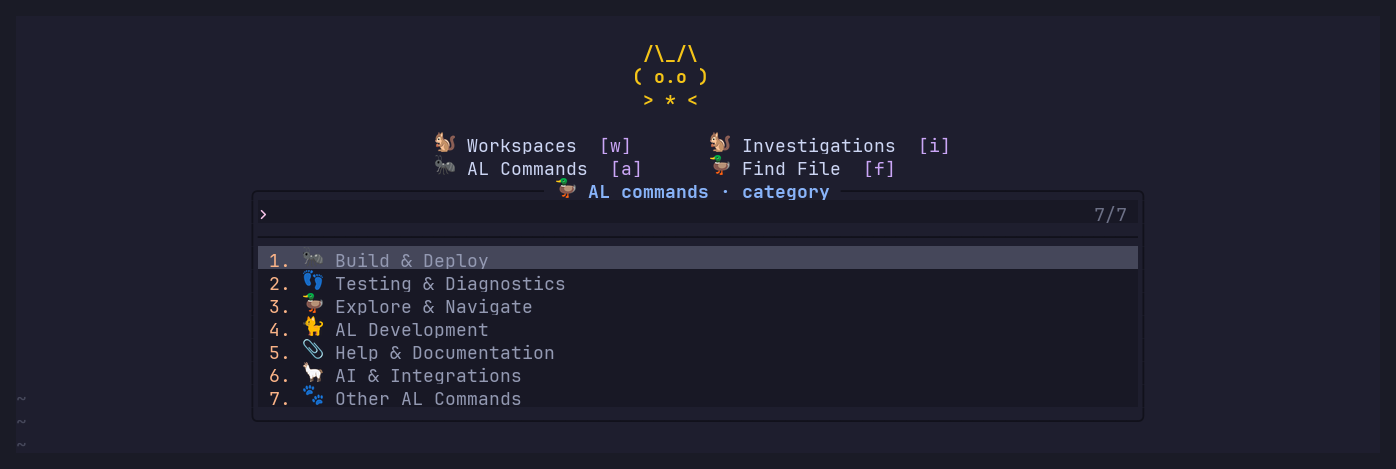 /\_/\
( o.o )
> * <
🐿️ Workspaces [w] 🐿️ Investigations [i]
🐜 AL Commands [a] 🦆 Find File [f]
🦆 AL commands · category
> 7/7
1. 🐜 Build & Deploy
2. 👣 Testing & Diagnostics
3. 🦆 Explore & Navigate
4. 🐈 AL Development
5. 📎 Help & Documentation
6. 🦙 AI & Integrations
7. 🐾 Other AL Commands
~
~
~